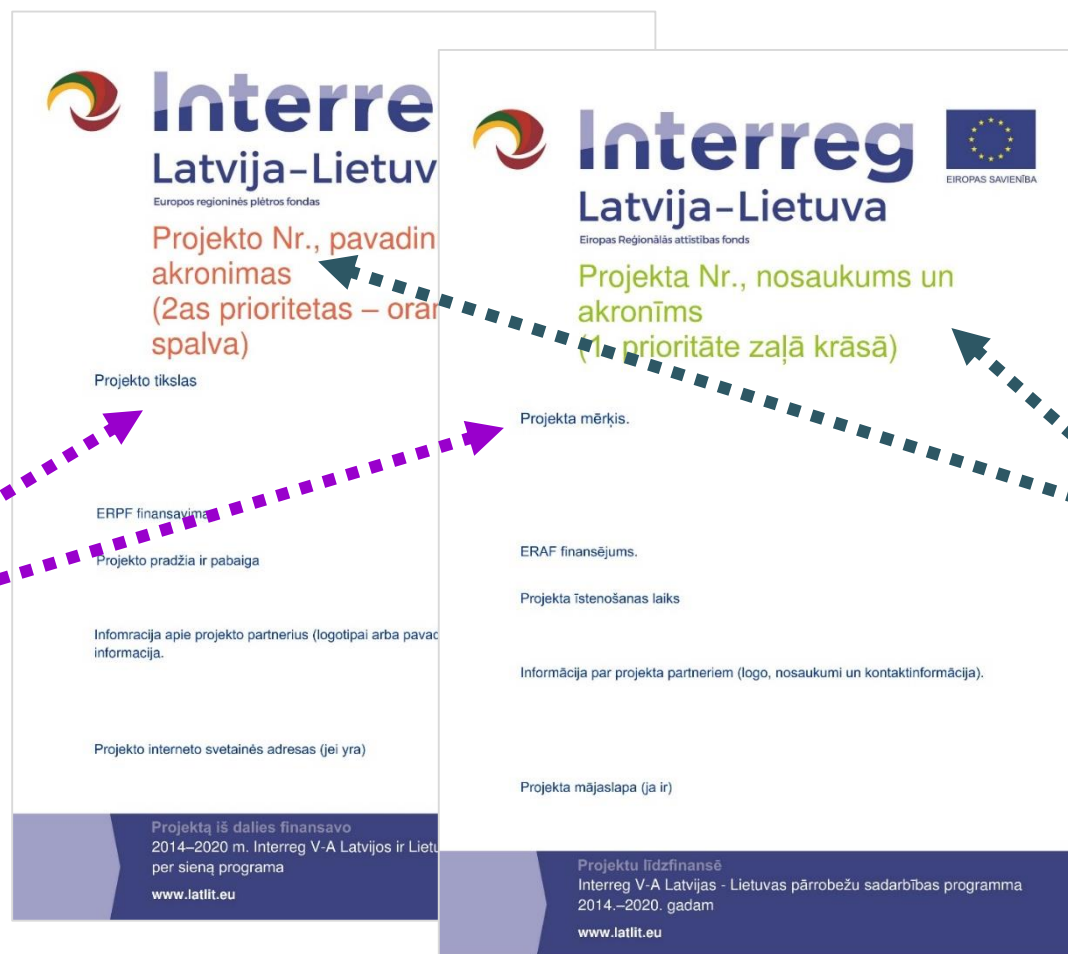 Interre
Latvija–Lietuv
Europos regioninės plėtros fondas
Projekto Nr., pavadin
akronimas
(2as prioritetas – oran
spalva)
Projekto tikslas
ERPF finansavima
Projekto pradžia ir pabaiga
Infomracija apie projekto partnerius (logotipai arba pavad
informacija.
Projekto interneto svetainės adresas (jei yra)
Projektą iš dalies finansavo
2014–2020 m. Interreg V-A Latvijos ir Lietu
per sieną programa
www.latlit.eu
Interreg
EIROPAS SAVIENĪBA
Latvija–Lietuva
Eiropas Reģionālās attīstības fonds
Projekta Nr., nosaukums un
akronīms
(1. prioritāte zaļā krāsā)
Projekta mērķis.
ERAF finansējums.
Projekta īstenošanas laiks
Informācija par projekta partneriem (logo, nosaukumi un kontaktinformācija).
Projekta mājaslapa (ja ir)
Projektu līdzfinansē
Interreg V-A Latvijas - Lietuvas pārrobežu sadarbības programma
2014.–2020. gadam
www.latlit.eu